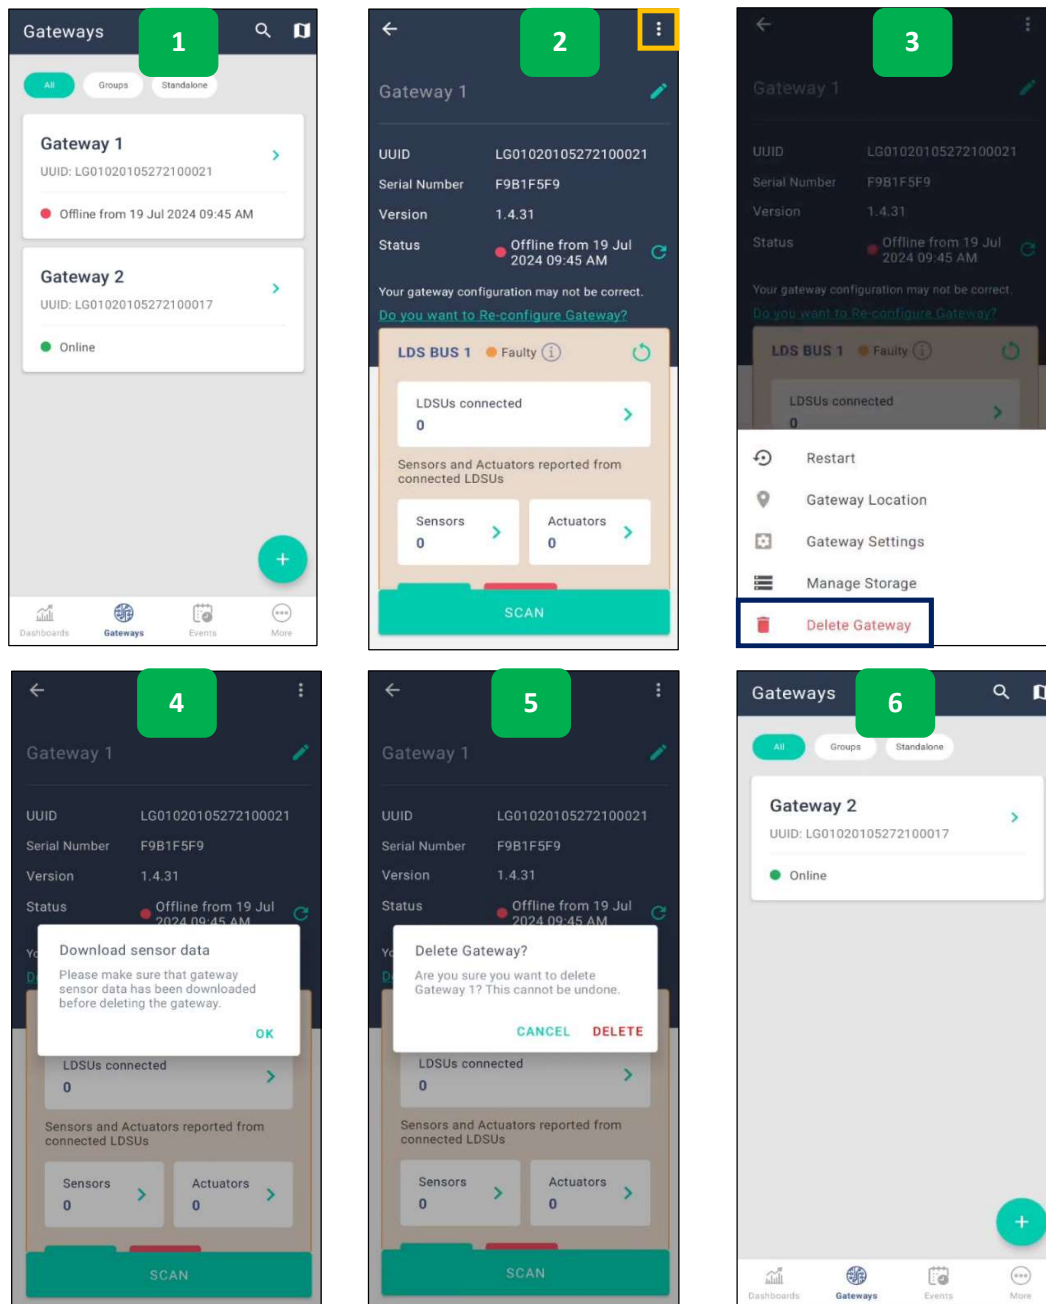 Gateways
1
All
Groups
Standalone
Gateway 1
UUID: LG01020105272100021
Offline from 19 Jul 2024 09:45 AM
Gateway 2
UUID: LG01020105272100017
Online
+
Dashboards
Gateways
Events
More
2
Gateway 1
UUID LG01020105272100021
Serial Number F9B1F5F9
Version 1.4.31
Status Offline from 19 Jul
2024 09:45 AM
Your gateway configuration may not be correct.
Do you want to Re-configure Gateway?
LDS BUS 1 Faulty i
LDSUs connected
0
Sensors and Actuators reported from
connected LDSUs
Sensors
0
Actuators
0
SCAN
3
Gateway 1
UUID LG01020105272100021
Serial Number F9B1F5F9
Version 1.4.31
Status Offline from 19 Jul
2024 09:45 AM
Your gateway configuration may not be correct.
Do you want to Re-configure Gateway?
LDS BUS 1 Faulty i
LDSUs connected
0
Restart
Gateway Location
Gateway Settings
Manage Storage
Delete Gateway
4
Gateway 1
UUID LG01020105272100021
Serial Number F9B1F5F9
Version 1.4.31
Status Offline from 19 Jul
2024 09:45 AM
Yo
D
Download sensor data
Please make sure that gateway
sensor data has been downloaded
before deleting the gateway.
OK
LDSUs connected
0
Sensors and Actuators reported from
connected LDSUs
Sensors
0
Actuators
0
SCAN
5
Gateway 1
UUID LG01020105272100021
Serial Number F9B1F5F9
Version 1.4.31
Status Offline from 19 Jul
2024 09:45 AM
Yo
D
Delete Gateway?
Are you sure you want to delete
Gateway 1? This cannot be undone.
CANCEL DELETE
LDSUs connected
0
Sensors and Actuators reported from
connected LDSUs
Sensors
0
Actuators
0
SCAN
Gateways
6
All
Groups
Standalone
Gateway 2
UUID: LG01020105272100017
Online
+
Dashboards
Gateways
Events
More